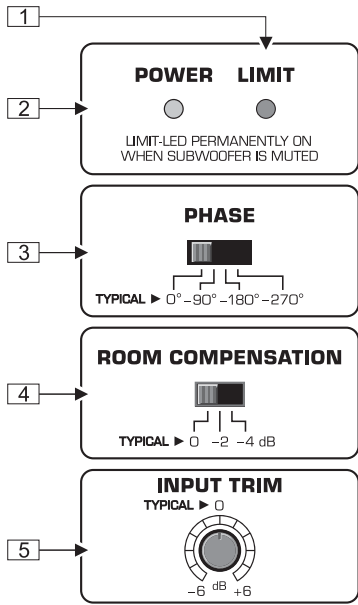 1
POWER LIMIT
2
LIMIT-LED PERMANENTLY ON
WHEN SUBWOOFER IS MUTED
PHASE
3
TYPICAL ► 0° -90° -180° -270°
ROOM COMPENSATION
4
TYPICAL ► 0 -2 -4 dB
INPUT TRIM
TYPICAL ► 0
5
-6 dB +6